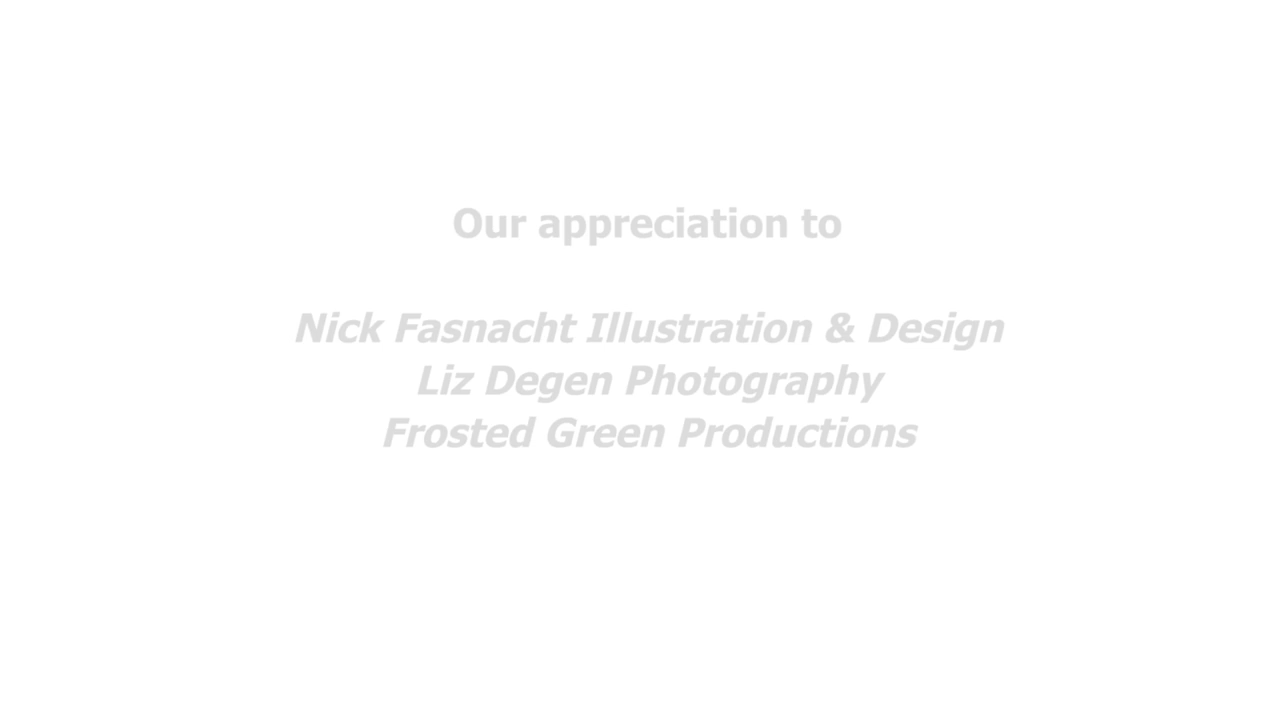 Our appreciation to
Nick Fasnacht Illustration & Design
Liz Degen Photography
Frosted Green Productions